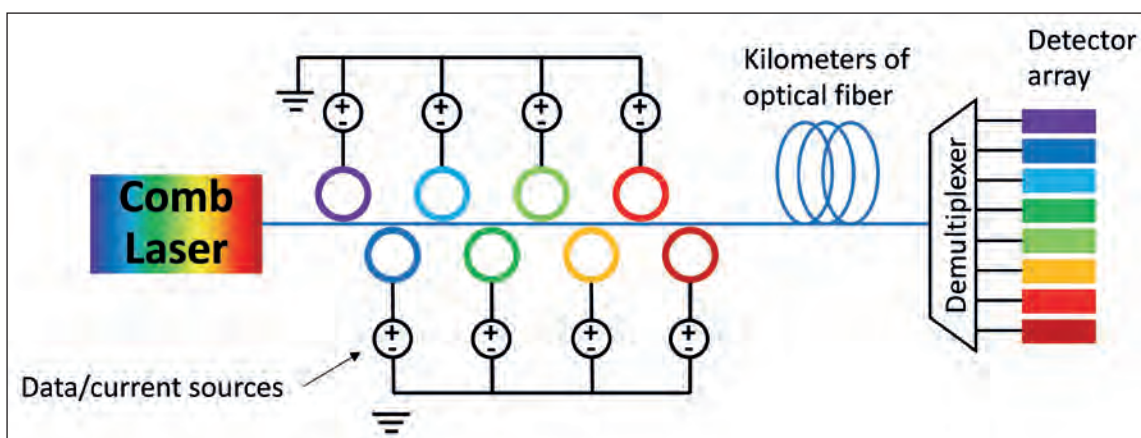 Comb
Laser
Data/current sources
Kilometers of
optical fiber
Demultiplexer
Detector
array